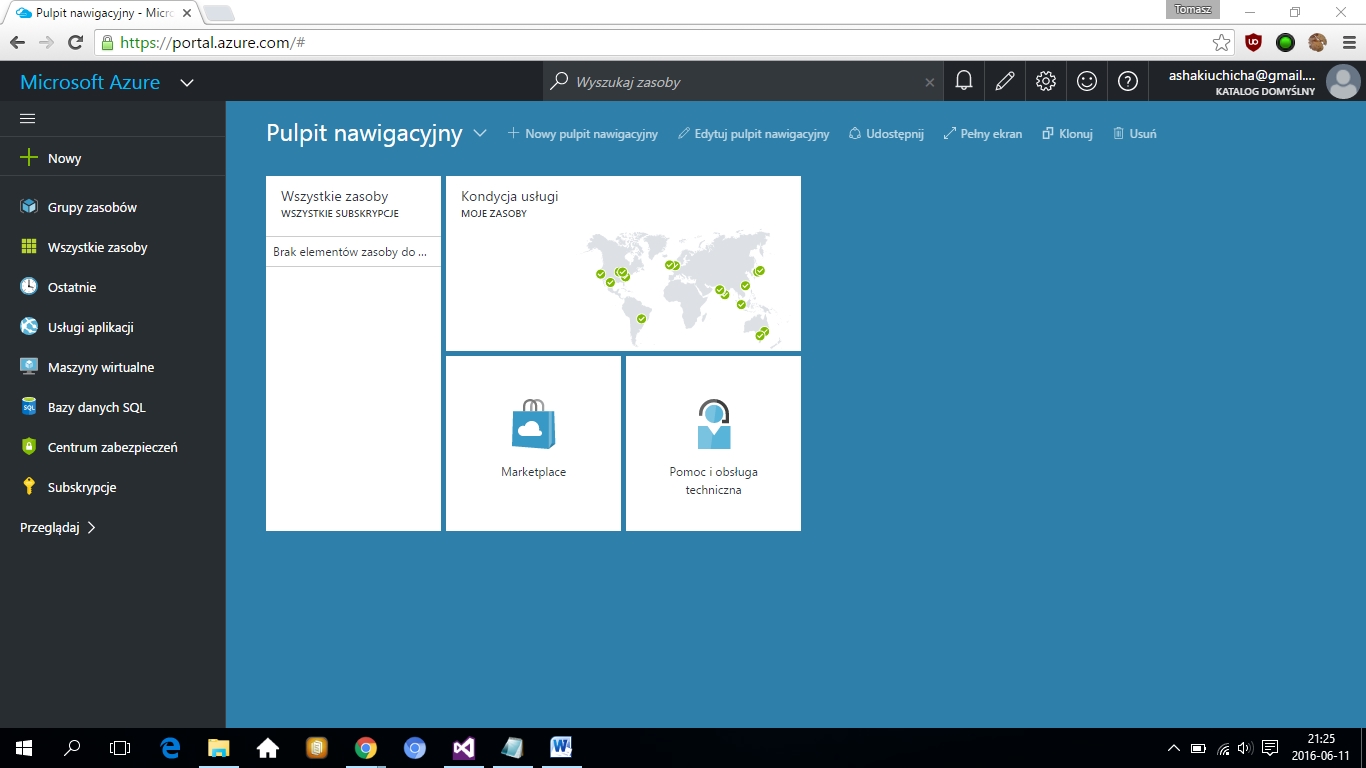 Pulpit nawigacyjny - Micro
Tomasz
https://portal.azure.com/#
Microsoft Azure
Wyszukaj zasoby
ashakiuchicha@gmail....
KATALOG DOMYŚLNY
Pulpit nawigacyjny
Nowy pulpit nawigacyjny
Edytuj pulpit nawigacyjny
Udostępnij
Pełny ekran
Klonuj
Usuń
Nowy
Grupy zasobów
Wszystkie zasoby
Ostatnie
Usługi aplikacji
Maszyny wirtualne
SQL
Bazy danych SQL
Centrum zabezpieczeń
Subskrypcje
Przeglądaj
Wszystkie zasoby
WSZYSTKIE SUBSKRYPCJE
Brak elementów zasoby do ...
Kondycja usługi
MOJE ZASOBY
Marketplace
Pomoc i obsługa
techniczna
21:25
2016-06-11